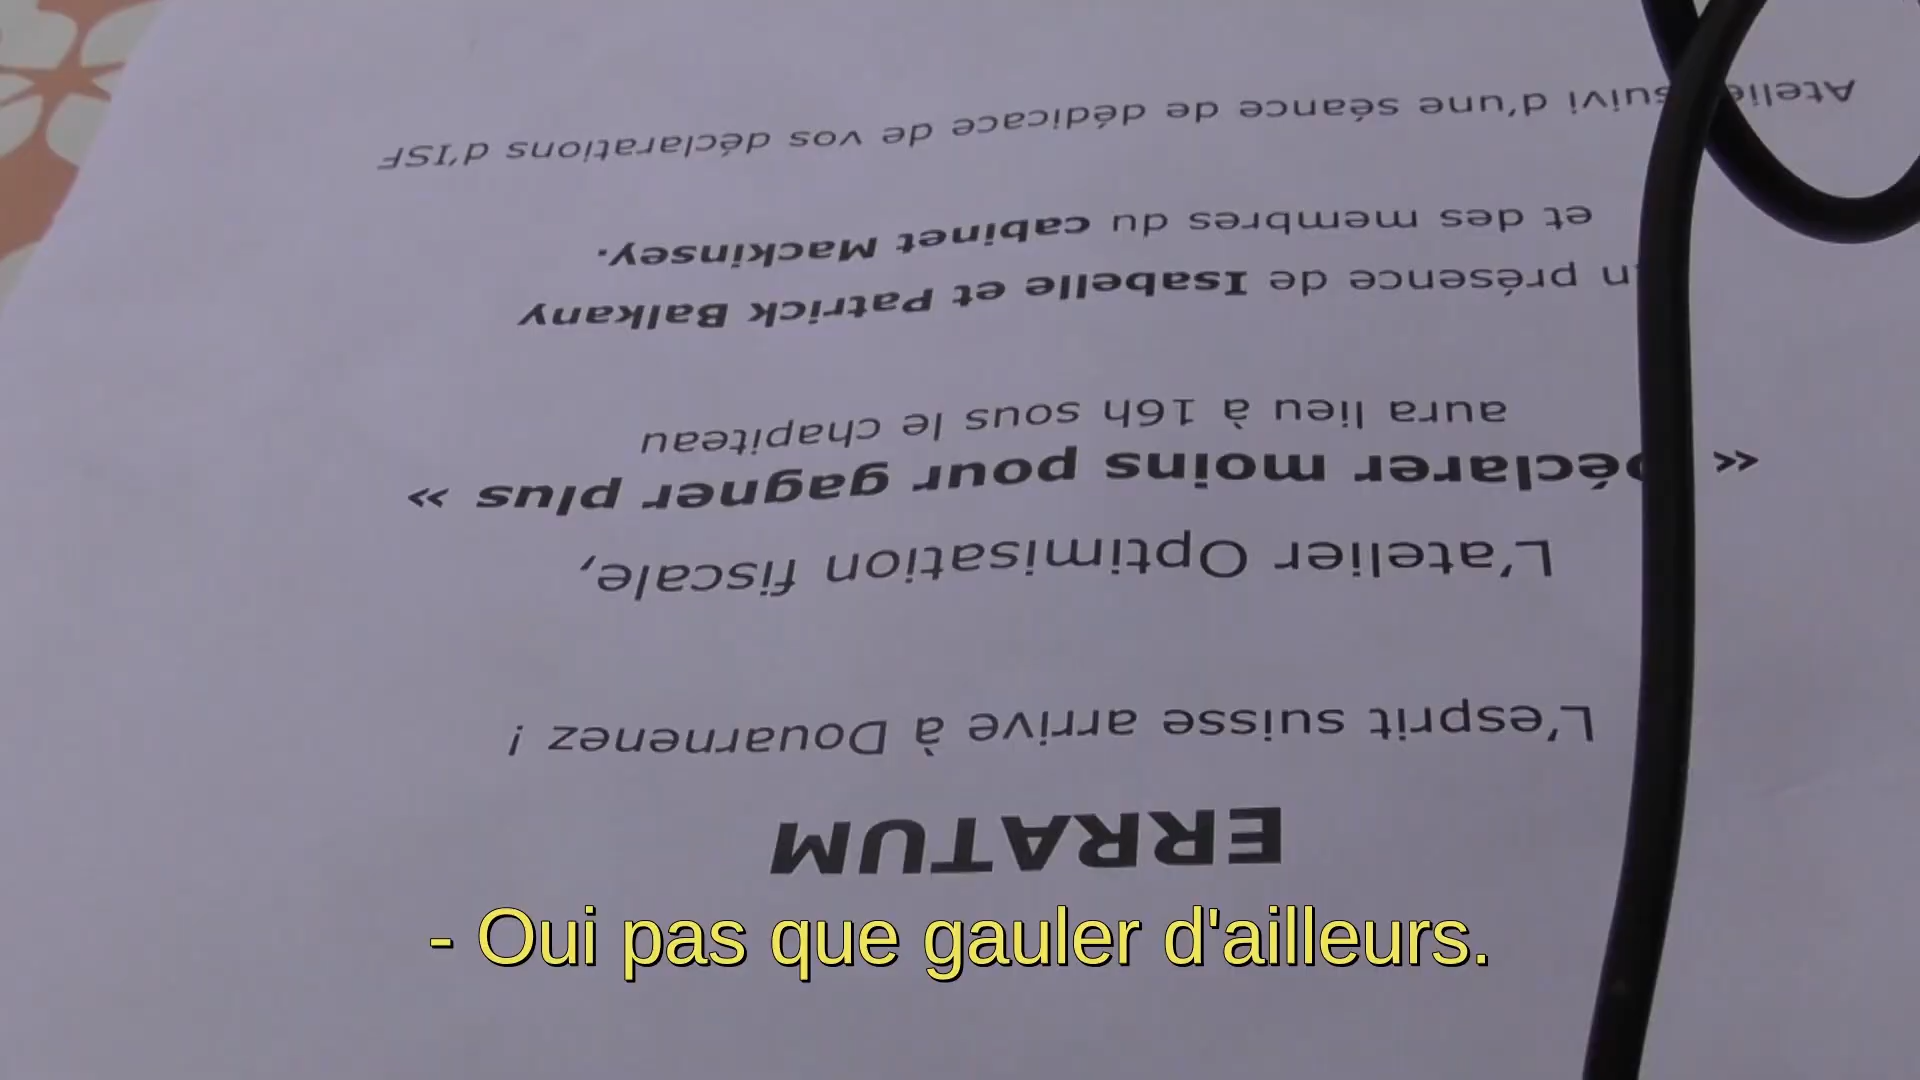 ERRATUM
L'esprit suisse arrive à Douarnenez !
L'atelier Optimisation fiscale,
« éclarer moins pour gagner plus »
aura lieu à 16h sous le chapiteau
n présence de Isabelle et Patrick Balkany
et des membres du cabinet Mackinsey.
Atelie suivi d'une séance de dédicace de vos déclarations d'ISF
- Oui pas que gauler d'ailleurs.